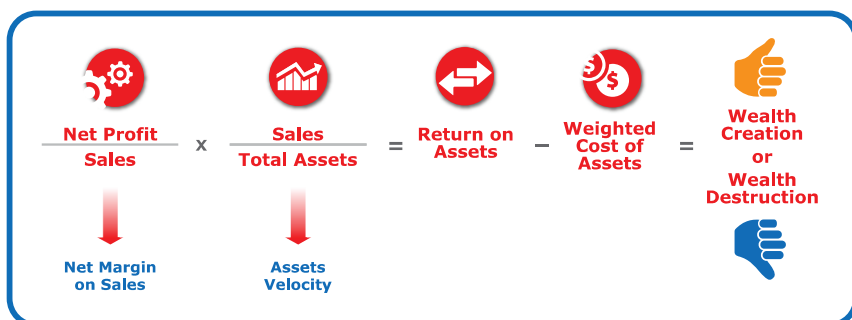 Net Profit
Sales
x
Sales
Total Assets
=
Return on
Assets
–
Weighted
Cost of
Assets
=
Wealth
Creation
or
Wealth
Destruction
Net Margin
on Sales
Assets
Velocity
$
$